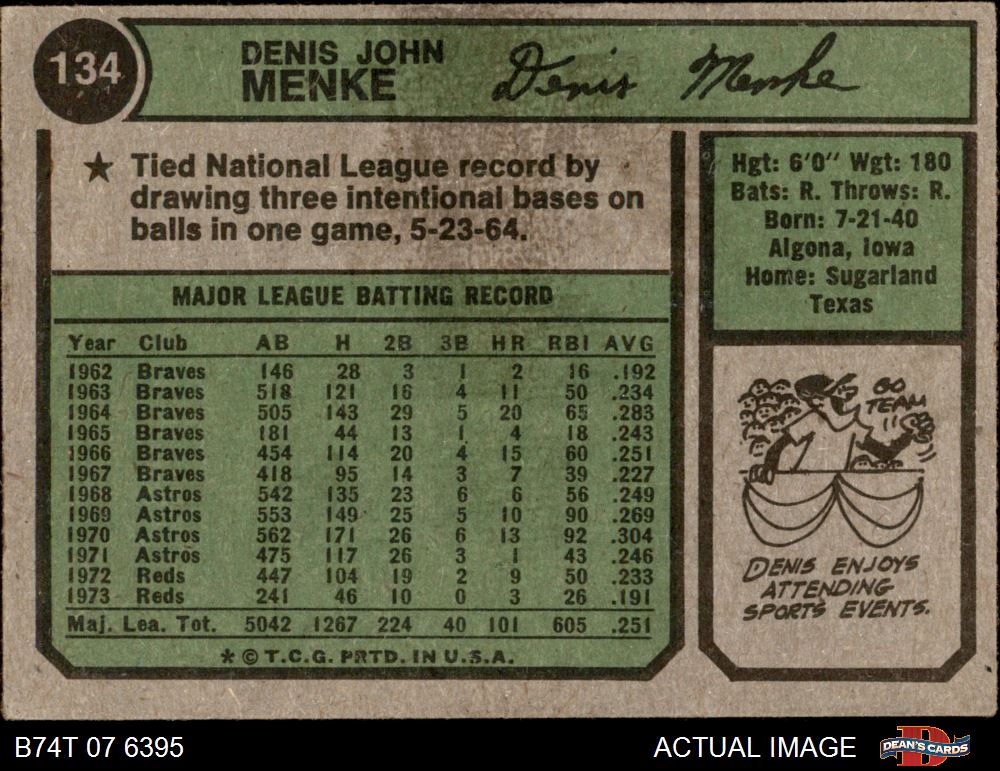 134
DENIS JOHN
MENKE
Denis Menke
★ Tied National League record by
drawing three intentional bases on
balls in one game, 5-23-64.
MAJOR LEAGUE BATTING RECORD
Year Club AB H 2B 3B HR RBI AVG
1962 Braves 146 28 3 1 2 16 .192
1963 Braves 518 121 16 4 11 50 .234
1964 Braves 505 143 29 5 20 65 .283
1965 Braves 181 44 13 1 4 18 .243
1966 Braves 454 114 20 4 15 60 .251
1967 Braves 418 95 14 3 7 39 .227
1968 Astros 542 135 23 6 6 56 .249
1969 Astros 553 149 25 5 10 90 .269
1970 Astros 562 171 26 6 13 92 .304
1971 Astros 475 117 26 3 1 43 .246
1972 Reds 447 104 19 2 9 50 .233
1973 Reds 241 46 10 0 3 26 .191
Maj. Lea. Tot. 5042 1267 224 40 101 605 .251
* © T.C.G. PRTD. IN U.S.A.
Hgt: 6'0" Wgt: 180
Bats: R. Throws: R.
Born: 7-21-40
Algona, Iowa
Home: Sugarland
Texas
GO
TEAM
!!
DENIS ENJOYS
ATTENDING
SPORTS EVENTS.
B74T 07 6395
ACTUAL IMAGE
DEAN'S CARDS